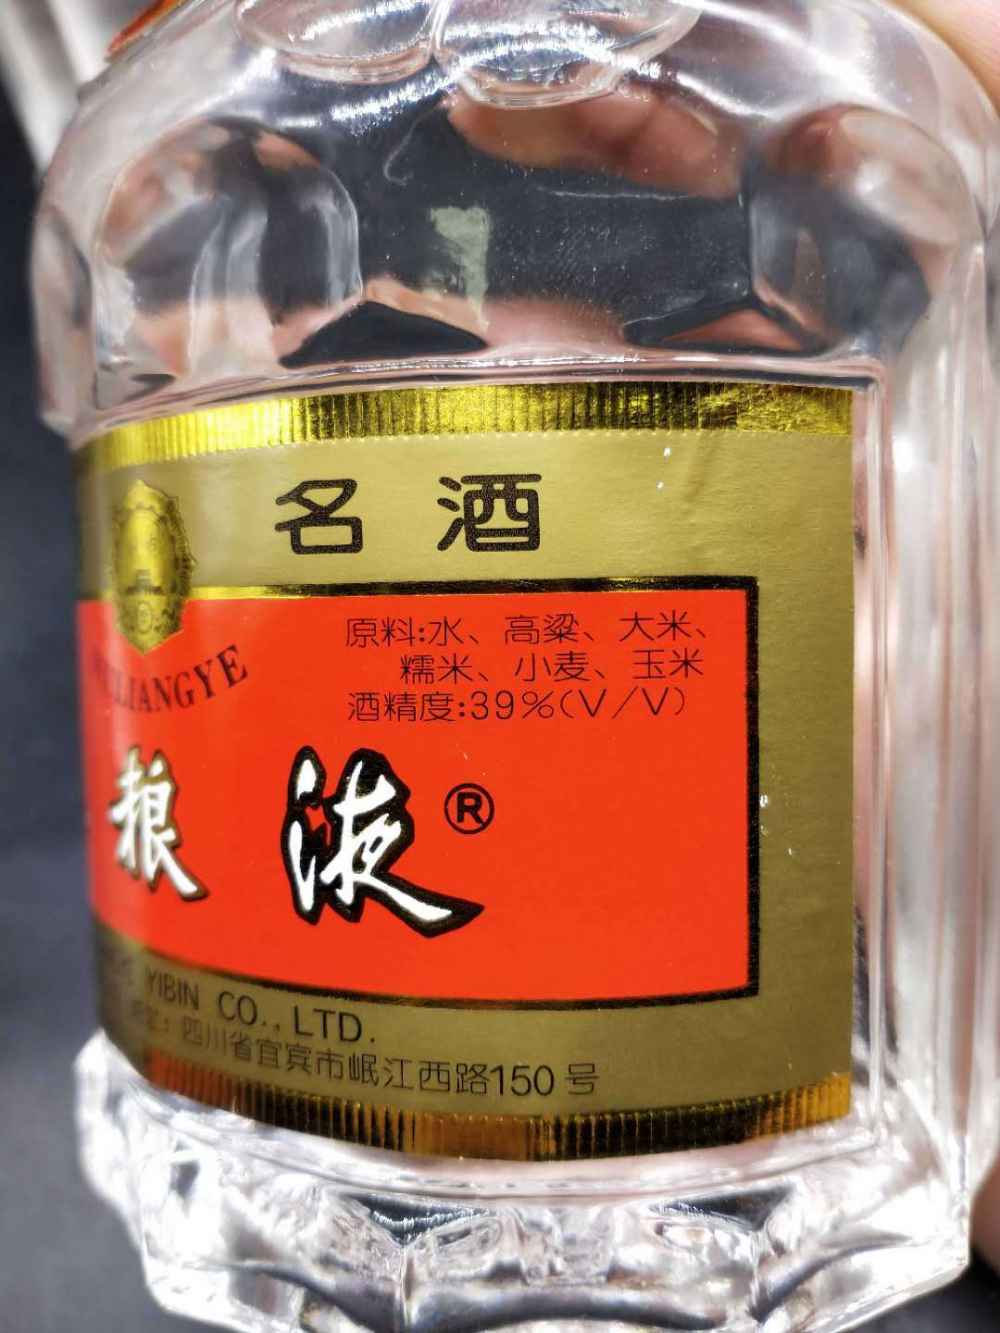 名酒
原料:水、高粱、大米、
糯米、小麦、玉米
酒精度:39%(V/V)
WULIANGYE
粮液®
YIBIN CO., LTD.
四川省宜宾市岷江西路150号